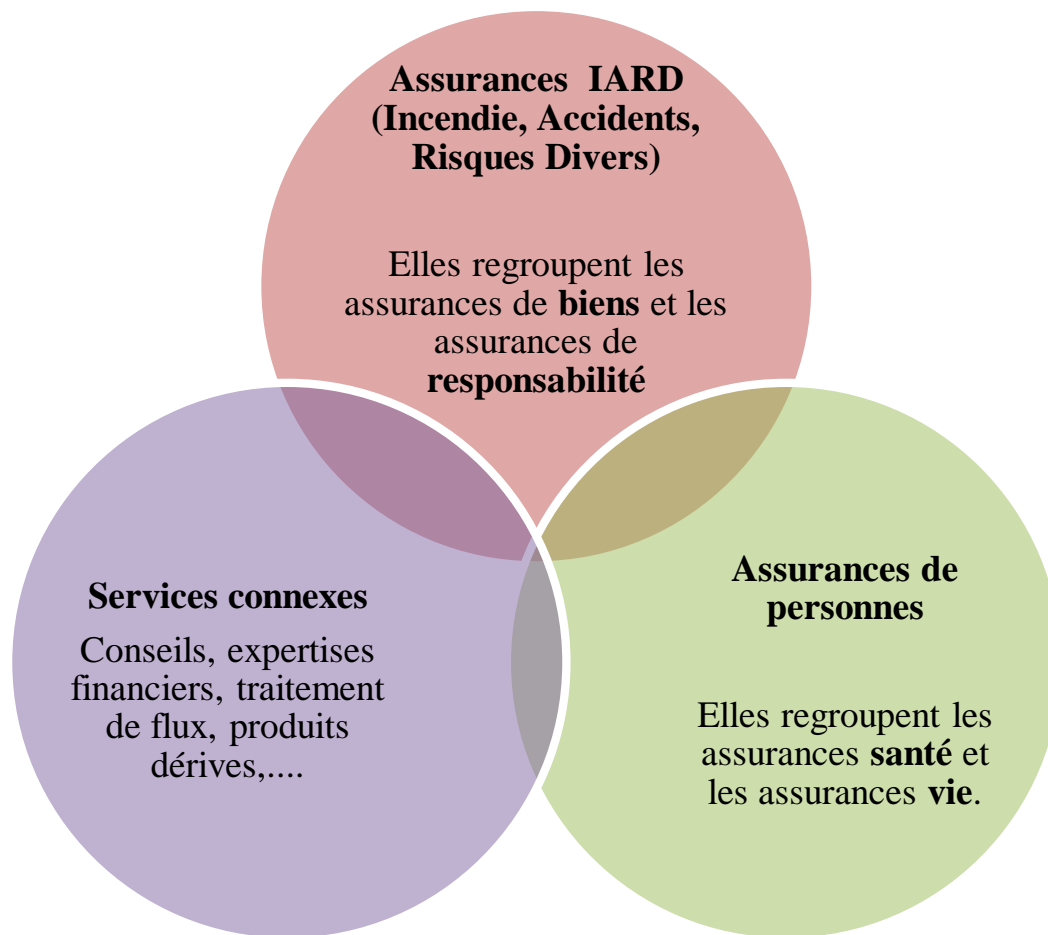 Assurances IARD
(Incendie, Accidents,
Risques Divers)
Elles regroupent les
assurances de biens et les
assurances de
responsabilité
Services connexes
Conseils, expertises
financiers, traitement
de flux, produits
dérives,....
Assurances de
personnes
Elles regroupent les
assurances santé et
les assurances vie.